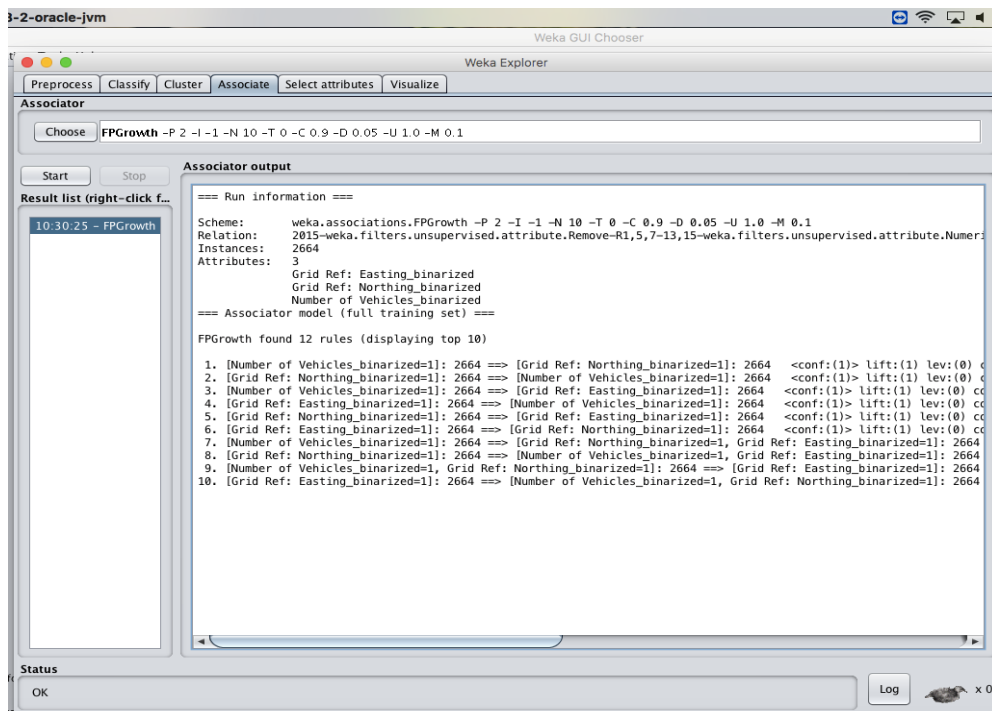 3-2-oracle-jvm
Weka GUI Chooser
Weka Explorer
Preprocess Classify Cluster Associate Select attributes Visualize
Associator
Choose FPGrowth -P 2 -I -1 -N 10 -T 0 -C 0.9 -D 0.05 -U 1.0 -M 0.1
Start Stop
Result list (right-click f...
10:30:25 - FPGrowth
Associator output
=== Run information ===
Scheme: weka.associations.FPGrowth -P 2 -I -1 -N 10 -T 0 -C 0.9 -D 0.05 -U 1.0 -M 0.1
Relation: 2015-weka.filters.unsupervised.attribute.Remove-R1,5,7-13,15-weka.filters.unsupervised.attribute.Numeri
Instances: 2664
Attributes: 3
Grid Ref: Easting_binarized
Grid Ref: Northing_binarized
Number of Vehicles_binarized
=== Associator model (full training set) ===
FPGrowth found 12 rules (displaying top 10)
1. [Number of Vehicles_binarized=1]: 2664 ==> [Grid Ref: Northing_binarized=1]: 2664 <conf:(1)> lift:(1) lev:(0) c
2. [Grid Ref: Northing_binarized=1]: 2664 ==> [Number of Vehicles_binarized=1]: 2664 <conf:(1)> lift:(1) lev:(0) c
3. [Number of Vehicles_binarized=1]: 2664 ==> [Grid Ref: Easting_binarized=1]: 2664 <conf:(1)> lift:(1) lev:(0) co
4. [Grid Ref: Easting_binarized=1]: 2664 ==> [Number of Vehicles_binarized=1]: 2664 <conf:(1)> lift:(1) lev:(0) co
5. [Grid Ref: Northing_binarized=1]: 2664 ==> [Grid Ref: Easting_binarized=1]: 2664 <conf:(1)> lift:(1) lev:(0) co
6. [Grid Ref: Easting_binarized=1]: 2664 ==> [Grid Ref: Northing_binarized=1]: 2664 <conf:(1)> lift:(1) lev:(0) co
7. [Number of Vehicles_binarized=1]: 2664 ==> [Grid Ref: Northing_binarized=1, Grid Ref: Easting_binarized=1]: 2664
8. [Grid Ref: Northing_binarized=1]: 2664 ==> [Number of Vehicles_binarized=1, Grid Ref: Easting_binarized=1]: 2664
9. [Number of Vehicles_binarized=1, Grid Ref: Northing_binarized=1]: 2664 ==> [Grid Ref: Easting_binarized=1]: 2664
10. [Grid Ref: Easting_binarized=1]: 2664 ==> [Number of Vehicles_binarized=1, Grid Ref: Northing_binarized=1]: 2664
Status
OK
Log
x 0